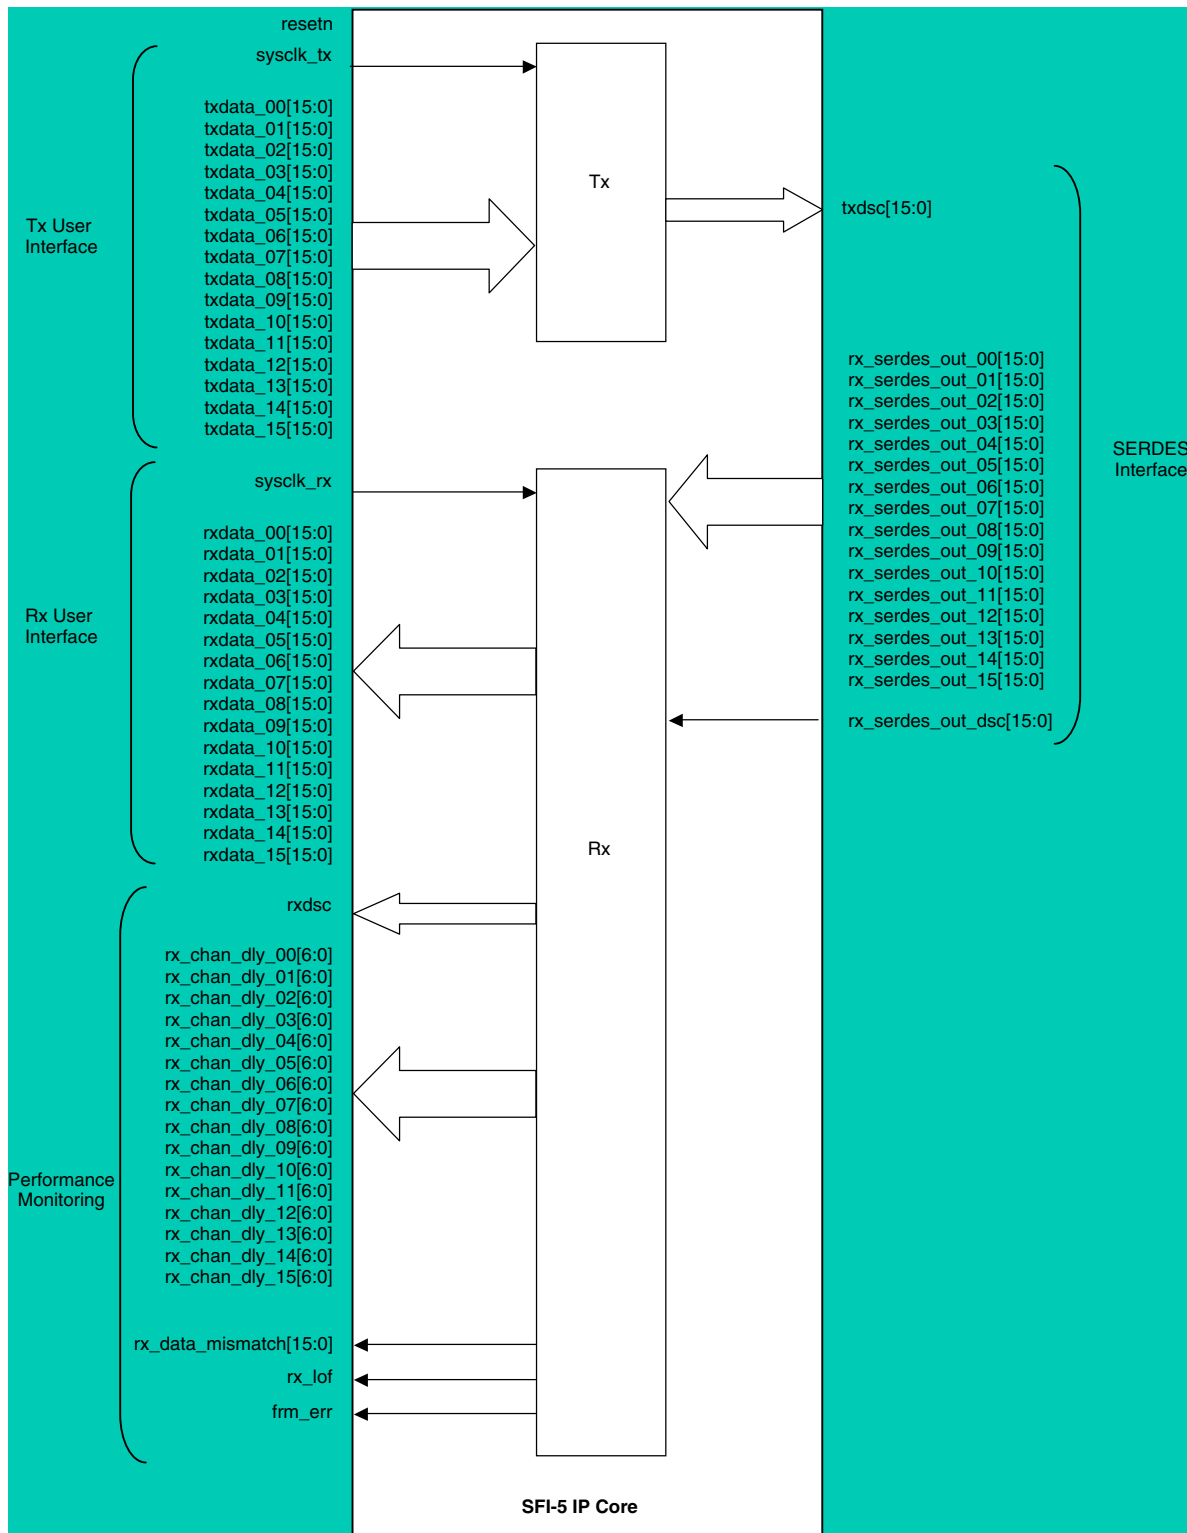 resetn
sysclk_tx
txdata_00[15:0]
txdata_01[15:0]
txdata_02[15:0]
txdata_03[15:0]
txdata_04[15:0]
txdata_05[15:0]
txdata_06[15:0]
txdata_07[15:0]
txdata_08[15:0]
txdata_09[15:0]
txdata_10[15:0]
txdata_11[15:0]
txdata_12[15:0]
txdata_13[15:0]
txdata_14[15:0]
txdata_15[15:0]
Tx User
Interface
Tx
txdsc[15:0]
rx_serdes_out_00[15:0]
rx_serdes_out_01[15:0]
rx_serdes_out_02[15:0]
rx_serdes_out_03[15:0]
rx_serdes_out_04[15:0]
rx_serdes_out_05[15:0]
rx_serdes_out_06[15:0]
rx_serdes_out_07[15:0]
rx_serdes_out_08[15:0]
rx_serdes_out_09[15:0]
rx_serdes_out_10[15:0]
rx_serdes_out_11[15:0]
rx_serdes_out_12[15:0]
rx_serdes_out_13[15:0]
rx_serdes_out_14[15:0]
rx_serdes_out_15[15:0]
rx_serdes_out_dsc[15:0]
SERDES
Interface
sysclk_rx
rxdata_00[15:0]
rxdata_01[15:0]
rxdata_02[15:0]
rxdata_03[15:0]
rxdata_04[15:0]
rxdata_05[15:0]
rxdata_06[15:0]
rxdata_07[15:0]
rxdata_08[15:0]
rxdata_09[15:0]
rxdata_10[15:0]
rxdata_11[15:0]
rxdata_12[15:0]
rxdata_13[15:0]
rxdata_14[15:0]
rxdata_15[15:0]
Rx User
Interface
Rx
rxdsc
rx_chan_dly_00[6:0]
rx_chan_dly_01[6:0]
rx_chan_dly_02[6:0]
rx_chan_dly_03[6:0]
rx_chan_dly_04[6:0]
rx_chan_dly_05[6:0]
rx_chan_dly_06[6:0]
rx_chan_dly_07[6:0]
rx_chan_dly_08[6:0]
rx_chan_dly_09[6:0]
rx_chan_dly_10[6:0]
rx_chan_dly_11[6:0]
rx_chan_dly_12[6:0]
rx_chan_dly_13[6:0]
rx_chan_dly_14[6:0]
rx_chan_dly_15[6:0]
Performance
Monitoring
rx_data_mismatch[15:0]
rx_lof
frm_err
SFI-5 IP Core